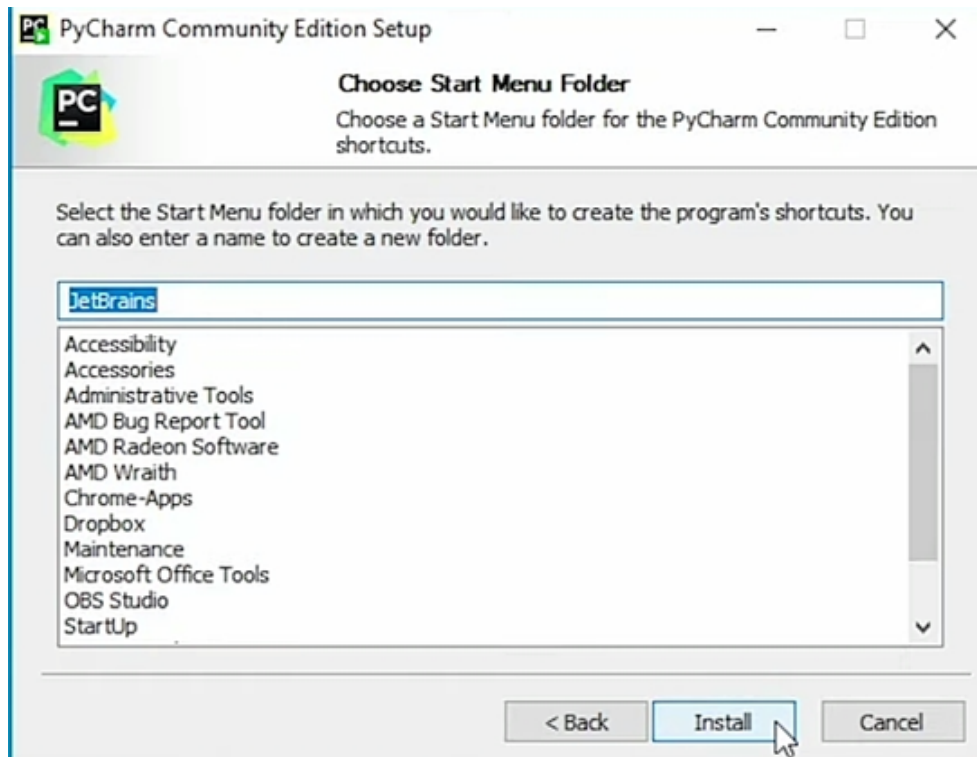 PyCharm Community Edition Setup
PC
Choose Start Menu Folder
Choose a Start Menu folder for the PyCharm Community Edition
shortcuts.
Select the Start Menu folder in which you would like to create the program's shortcuts. You
can also enter a name to create a new folder.
JetBrains
Accessibility
Accessories
Administrative Tools
AMD Bug Report Tool
AMD Radeon Software
AMD Wraith
Chrome-Apps
Dropbox
Maintenance
Microsoft Office Tools
OBS Studio
StartUp
< Back
Install
Cancel